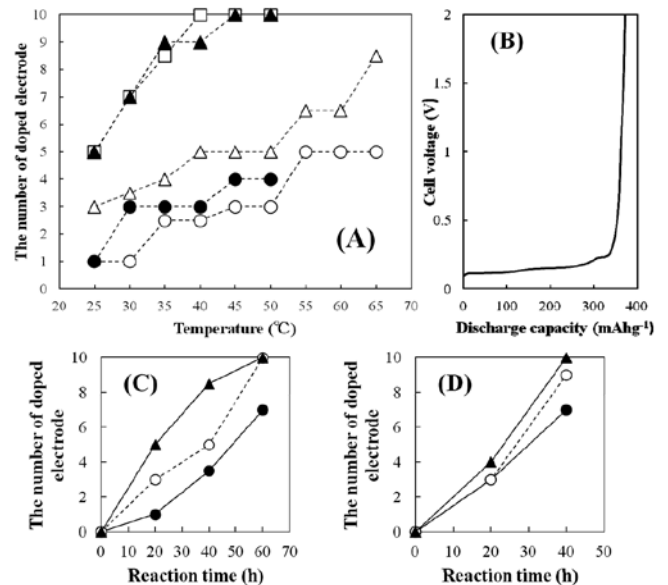 The number of doped electrode
10
9
8
7
6
5
4
3
2
1
0
20 25 30 35 40 45 50 55 60 65 70
Temperature (℃)
(A)
Cell voltage (V)
2
1.5
1
0.5
0
0 100 200 300 400
Discharge capacity (mAhg-1)
(B)
The number of doped
electrode
10
8
6
4
2
0
0 10 20 30 40 50 60 70
Reaction time (h)
(C)
The number of doped
electrode
10
8
6
4
2
0
0 10 20 30 40 50
Reaction time (h)
(D)